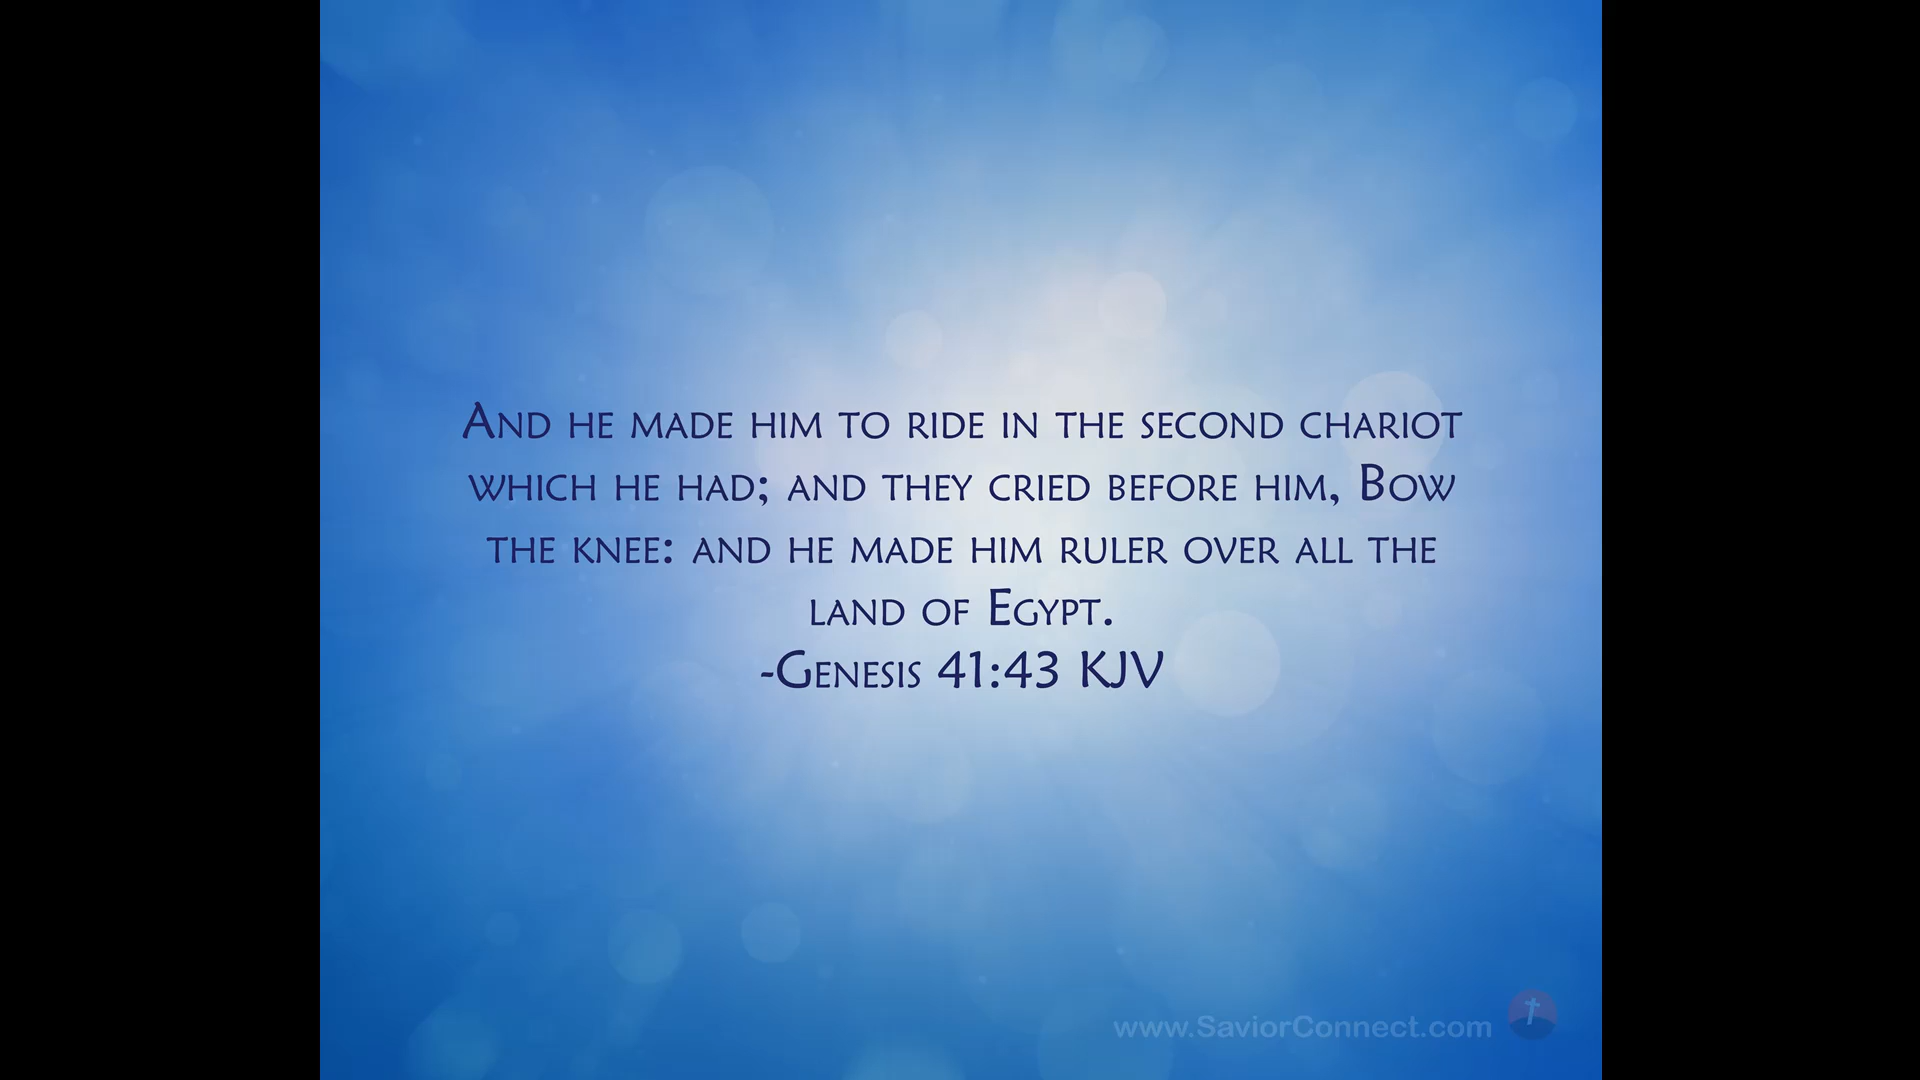 And he made him to ride in the second chariot
which he had; and they cried before him, Bow
the knee: and he made him ruler over all the
land of Egypt.
-Genesis 41:43 KJV
www.SaviorConnect.com